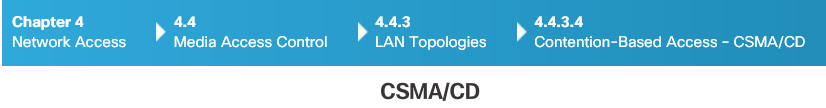 Chapter 4
Network Access
4.4
Media Access Control
4.4.3
LAN Topologies
4.4.3.4
Contention-Based Access – CSMA/CD
CSMA/CD